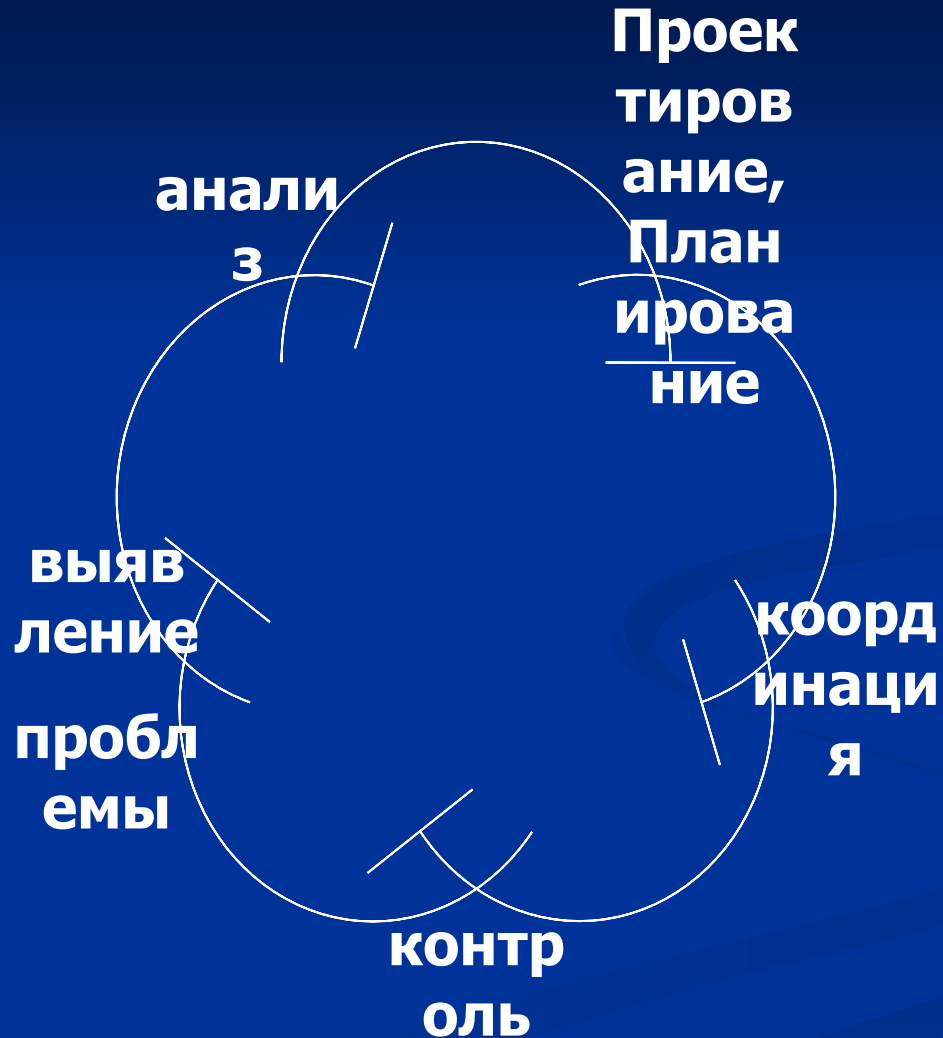 Проек
тиров
ание,
План
ирова
ние
анали
з
коорд
инаци
я
выяв
ление
пробл
емы
контр
оль